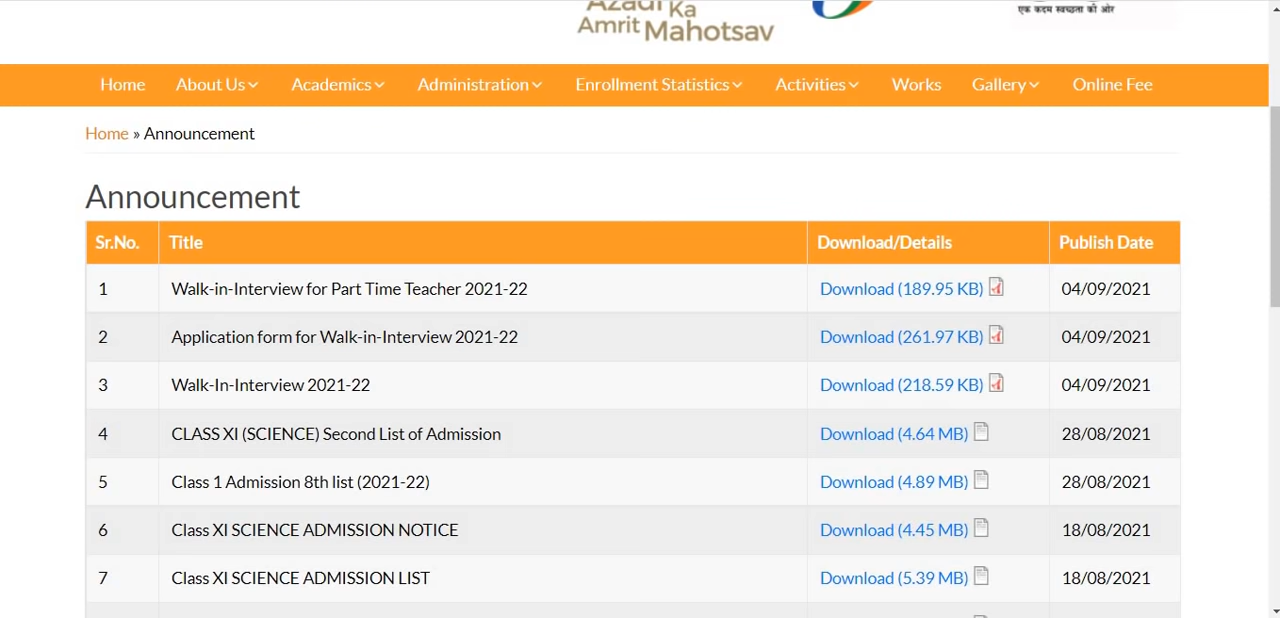 Azadi Ka
Amrit Mahotsav
एक कदम स्वच्छता की ओर
Home About Us Academics Administration Enrollment Statistics Activities Works Gallery Online Fee
Home » Announcement
Announcement
Sr.No. Title Download/Details Publish Date
1 Walk-in-Interview for Part Time Teacher 2021-22 Download (189.95 KB) 04/09/2021
2 Application form for Walk-in-Interview 2021-22 Download (261.97 KB) 04/09/2021
3 Walk-In-Interview 2021-22 Download (218.59 KB) 04/09/2021
4 CLASS XI (SCIENCE) Second List of Admission Download (4.64 MB) 28/08/2021
5 Class 1 Admission 8th list (2021-22) Download (4.89 MB) 28/08/2021
6 Class XI SCIENCE ADMISSION NOTICE Download (4.45 MB) 18/08/2021
7 Class XI SCIENCE ADMISSION LIST Download (5.39 MB) 18/08/2021